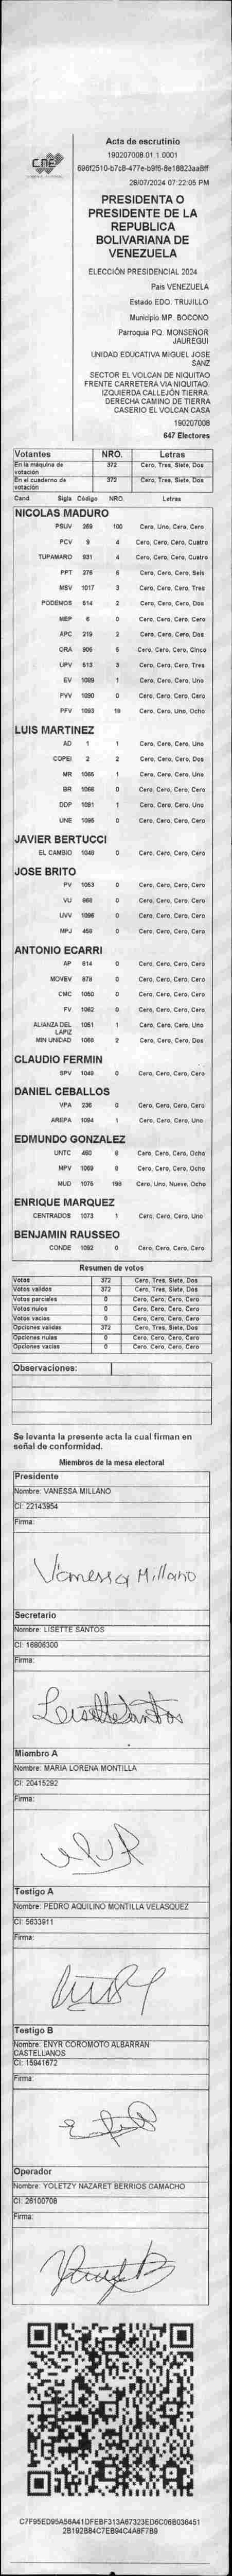 CNE
Acta de escrutinio
190207008.01.1.0001
28/07/2024 07:22:05 PM
PRESIDENTA O
PRESIDENTE DE LA
REPUBLICA
BOLIVARIANA DE
VENEZUELA
ELECCIÓN PRESIDENCIAL 2024
País VENEZUELA
Estado EDO. TRUJILLO
Municipio MP. BOCONO
Parroquia PQ. MONSEÑOR
JAUREGUI
UNIDAD EDUCATIVA MIGUEL JOSE
SANZ
SECTOR EL VOLCAN DE NIQUITAO
FRENTE CARRETERA VIA NIQUITAO.
IZQUIERDA CALLEJÓN TIERRA.
DERECHA CAMINO DE TIERRA
CASERIO EL VOLCAN CASA
190207008
647 Electores
Votantes NRO. Letras
En la máquina de
votación 372 Cero, Tres, Siete, Dos
En el cuaderno de
votación 372 Cero, Tres, Siete, Dos
Cand. Sigla Código NRO. Letras
NICOLAS MADURO
PSUV 269 100 Cero, Uno, Cero, Cero
PCV 9 4 Cero, Cero, Cero, Cuatro
TUPAMARO 931 4 Cero, Cero, Cero, Cuatro
PPT 275 6 Cero, Cero, Cero, Seis
MSV 1017 3 Cero, Cero, Cero, Tres
PODEMOS 514 2 Cero, Cero, Cero, Dos
MEP 6 0 Cero, Cero, Cero, Cero
APC 219 2 Cero, Cero, Cero, Dos
ORA 906 5 Cero, Cero, Cero, Cinco
UPV 513 3 Cero, Cero, Cero, Tres
EV 1089 1 Cero, Cero, Cero, Uno
PVV 1090 0 Cero, Cero, Cero, Cero
PFV 1093 18 Cero, Cero, Uno, Ocho
LUIS MARTINEZ
AD 1 1 Cero, Cero, Cero, Uno
COPEI 2 2 Cero, Cero, Cero, Dos
MR 1065 1 Cero, Cero, Cero, Uno
BR 1056 0 Cero, Cero, Cero, Cero
DDP 1091 1 Cero, Cero, Cero, Uno
UNE 1095 0 Cero, Cero, Cero, Cero
JAVIER BERTUCCI
EL CAMBIO 1049 0 Cero, Cero, Cero, Cero
JOSE BRITO
PV 1053 0 Cero, Cero, Cero, Cero
VU 868 0 Cero, Cero, Cero, Cero
UVV 1096 0 Cero, Cero, Cero, Cero
MPJ 450 0 Cero, Cero, Cero, Cero
ANTONIO ECARRI
AP 814 0 Cero, Cero, Cero, Cero
MOVEV 878 0 Cero, Cero, Cero, Cero
CMC 1050 0 Cero, Cero, Cero, Cero
FV 1062 0 Cero, Cero, Cero, Cero
ALIANZA DEL
LAPIZ 1061 1 Cero, Cero, Cero, Uno
MIN UNIDAD 1068 2 Cero, Cero, Cero, Dos
CLAUDIO FERMIN
SPV 1048 0 Cero, Cero, Cero, Cero
DANIEL CEBALLOS
VPA 236 0 Cero, Cero, Cero, Cero
AREPA 1094 1 Cero, Cero, Cero, Uno
EDMUNDO GONZALEZ
UNTC 480 8 Cero, Cero, Cero, Ocho
MPV 1069 8 Cero, Cero, Cero, Ocho
MUD 1075 198 Cero, Uno, Nueve, Ocho
ENRIQUE MARQUEZ
CENTRADOS 1073 1 Cero, Cero, Cero, Uno
BENJAMIN RAUSSEO
CONDE 1092 0 Cero, Cero, Cero, Cero
Resumen de votos
Votos 372 Cero, Tres, Siete, Dos
Votos validos 372 Cero, Tres, Siete, Dos
Votos parciales 0 Cero, Cero, Cero, Cero
Votos nulos 0 Cero, Cero, Cero, Cero
Votos vacios 0 Cero, Cero, Cero, Cero
Opciones validas 372 Cero, Tres, Siete, Dos
Opciones nulas 0 Cero, Cero, Cero, Cero
Opciones vacias 0 Cero, Cero, Cero, Cero
Observaciones:
Se levanta la presente acta la cual firman en
señal de conformidad.
Miembros de la mesa electoral
Presidente
Nombre: VANESSA MILLANO
CI: 22143954
Firma:
Vanessa Millano
Secretario
Nombre: LISETTE SANTOS
CI: 16806300
Firma:
Miembro A
Nombre: MARIA LORENA MONTILLA
CI: 20415292
Firma:
Testigo A
Nombre: PEDRO AQUILINO MONTILLA VELASQUEZ
CI: 5633911
Firma:
Testigo B
Nombre: ENYR COROMOTO ALBARRAN
CASTELLANOS
CI: 15941672
Firma:
Operador
Nombre: YOLETZY NAZARET BERRIOS CAMACHO
CI: 26100708
Firma: